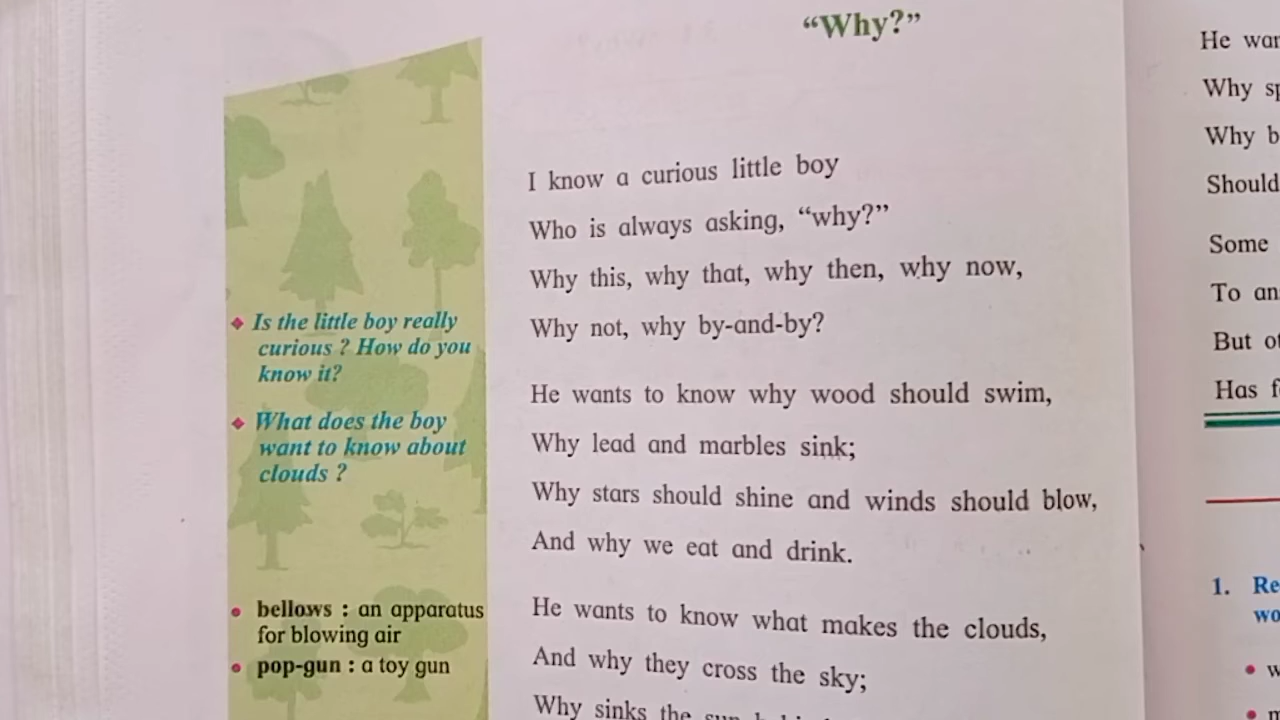 “Why?”
I know a curious little boy
Who is always asking, “why?”
Why this, why that, why then, why now,
Why not, why by-and-by?
He wants to know why wood should swim,
Why lead and marbles sink;
Why stars should shine and winds should blow,
And why we eat and drink.
He wants to know what makes the clouds,
And why they cross the sky;
Why sinks the sun
❖ Is the little boy really
curious ? How do you
know it?
❖ What does the boy
want to know about
clouds ?
• bellows : an apparatus
for blowing air
• pop-gun : a toy gun
He
Why
Why
Should
Some
To
But
Has
1.